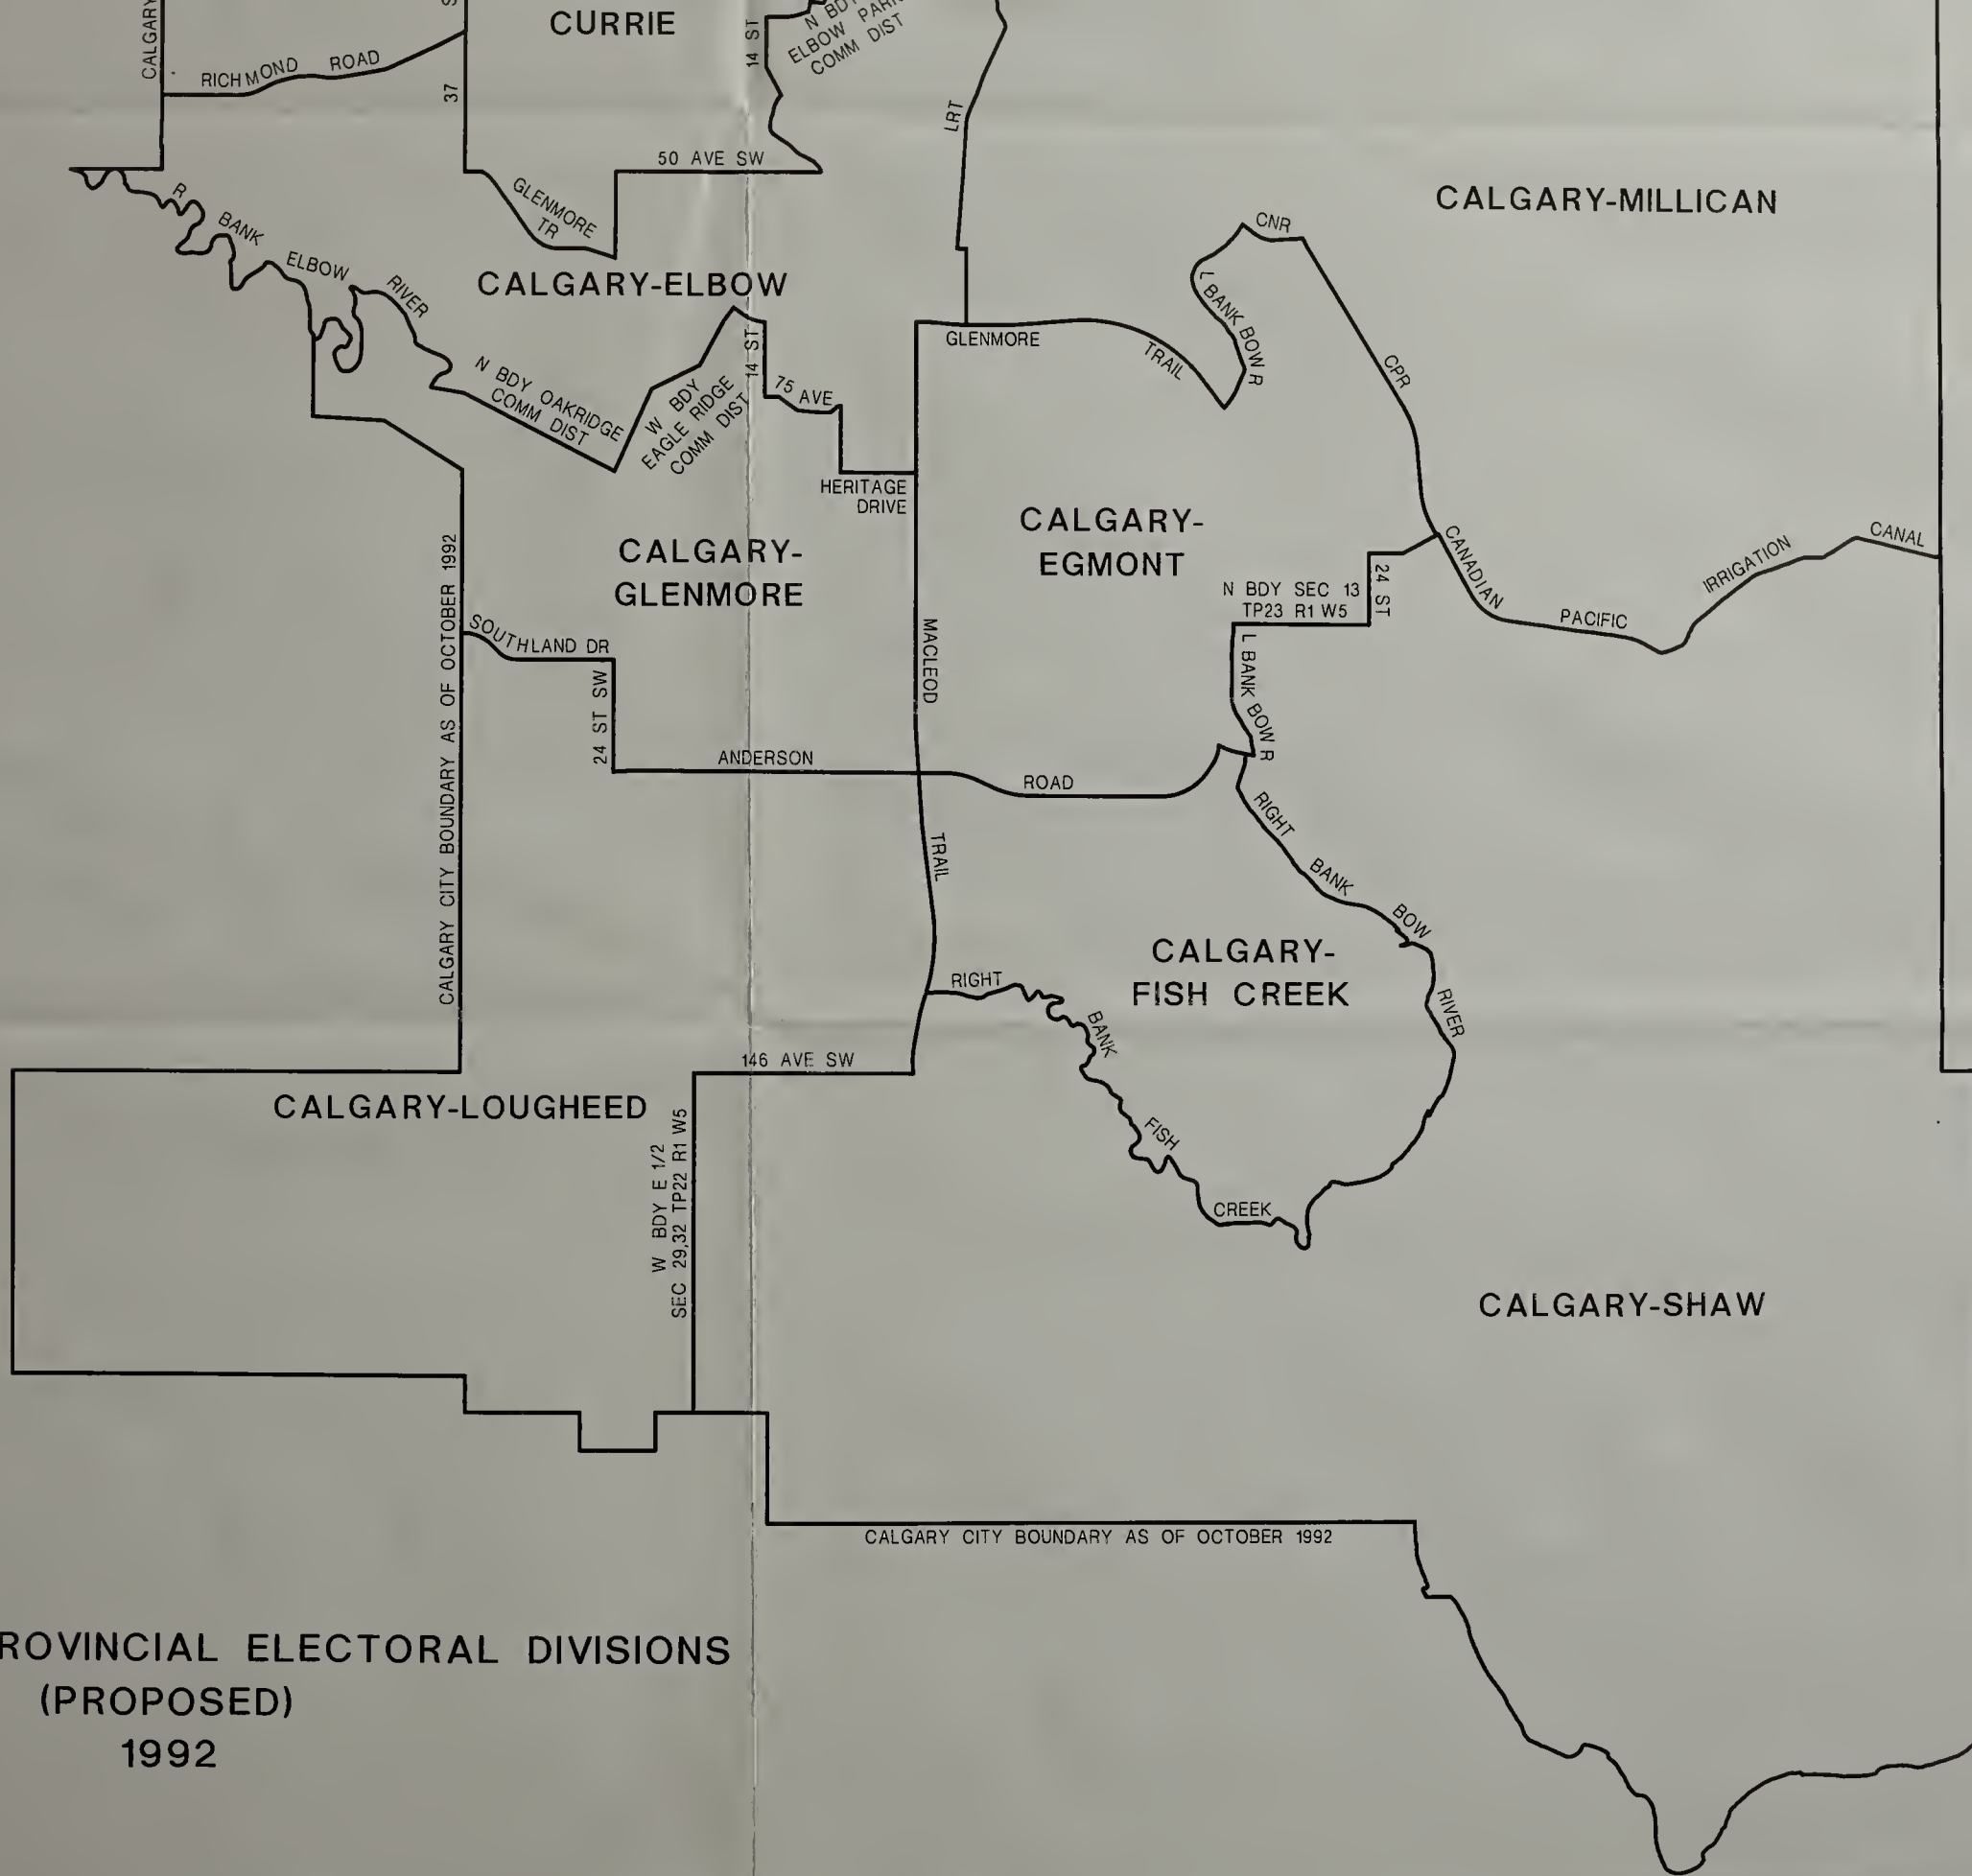 CALGARY
CURRIE
14 ST
N BDY
ELBOW PARK
COMM DIST
RICHMOND ROAD
37
LRT
50 AVE SW
GLENMORE
TR
R BANK ELBOW RIVER
CALGARY-ELBOW
CALGARY-MILLICAN
CNR
L BANK BOW R
GLENMORE TRAIL
CPR
14 ST
75 AVE
N BDY OAKRIDGE
COMM DIST
W BDY
EAGLE RIDGE
COMM DIST
HERITAGE
DRIVE
CALGARY-
GLENMORE
CALGARY-
EGMONT
CANADIAN PACIFIC IRRIGATION CANAL
N BDY SEC 13
TP23 R1 W5
24 ST
L BANK BOW R
CALGARY CITY BOUNDARY AS OF OCTOBER 1992
SOUTHLAND DR
24 ST SW
MACLEOD TRAIL
ANDERSON ROAD
RIGHT BANK BOW RIVER
CALGARY-
FISH CREEK
RIGHT BANK FISH CREEK
146 AVE SW
CALGARY-LOUGHEED
W BDY E 1/2
SEC 29,32 TP22 R1 W5
CALGARY-SHAW
CALGARY CITY BOUNDARY AS OF OCTOBER 1992
ROVINCIAL ELECTORAL DIVISIONS
(PROPOSED)
1992